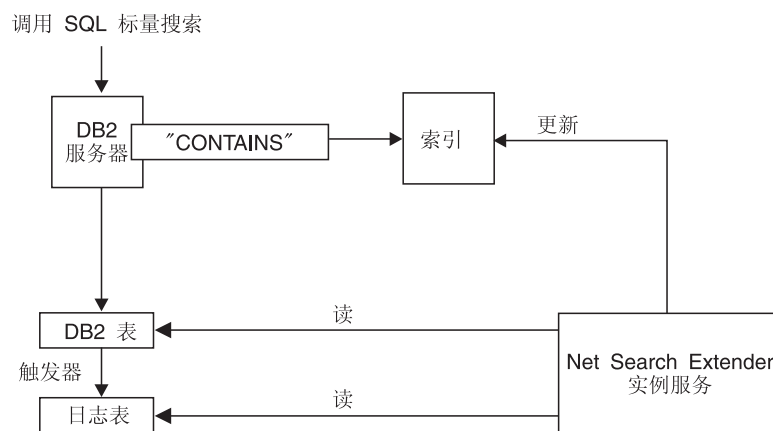 调用 SQL 标量搜索
DB2
服务器
"CONTAINS"
索引
更新
DB2 表
读
触发器
Net Search Extender
实例服务
日志表
读